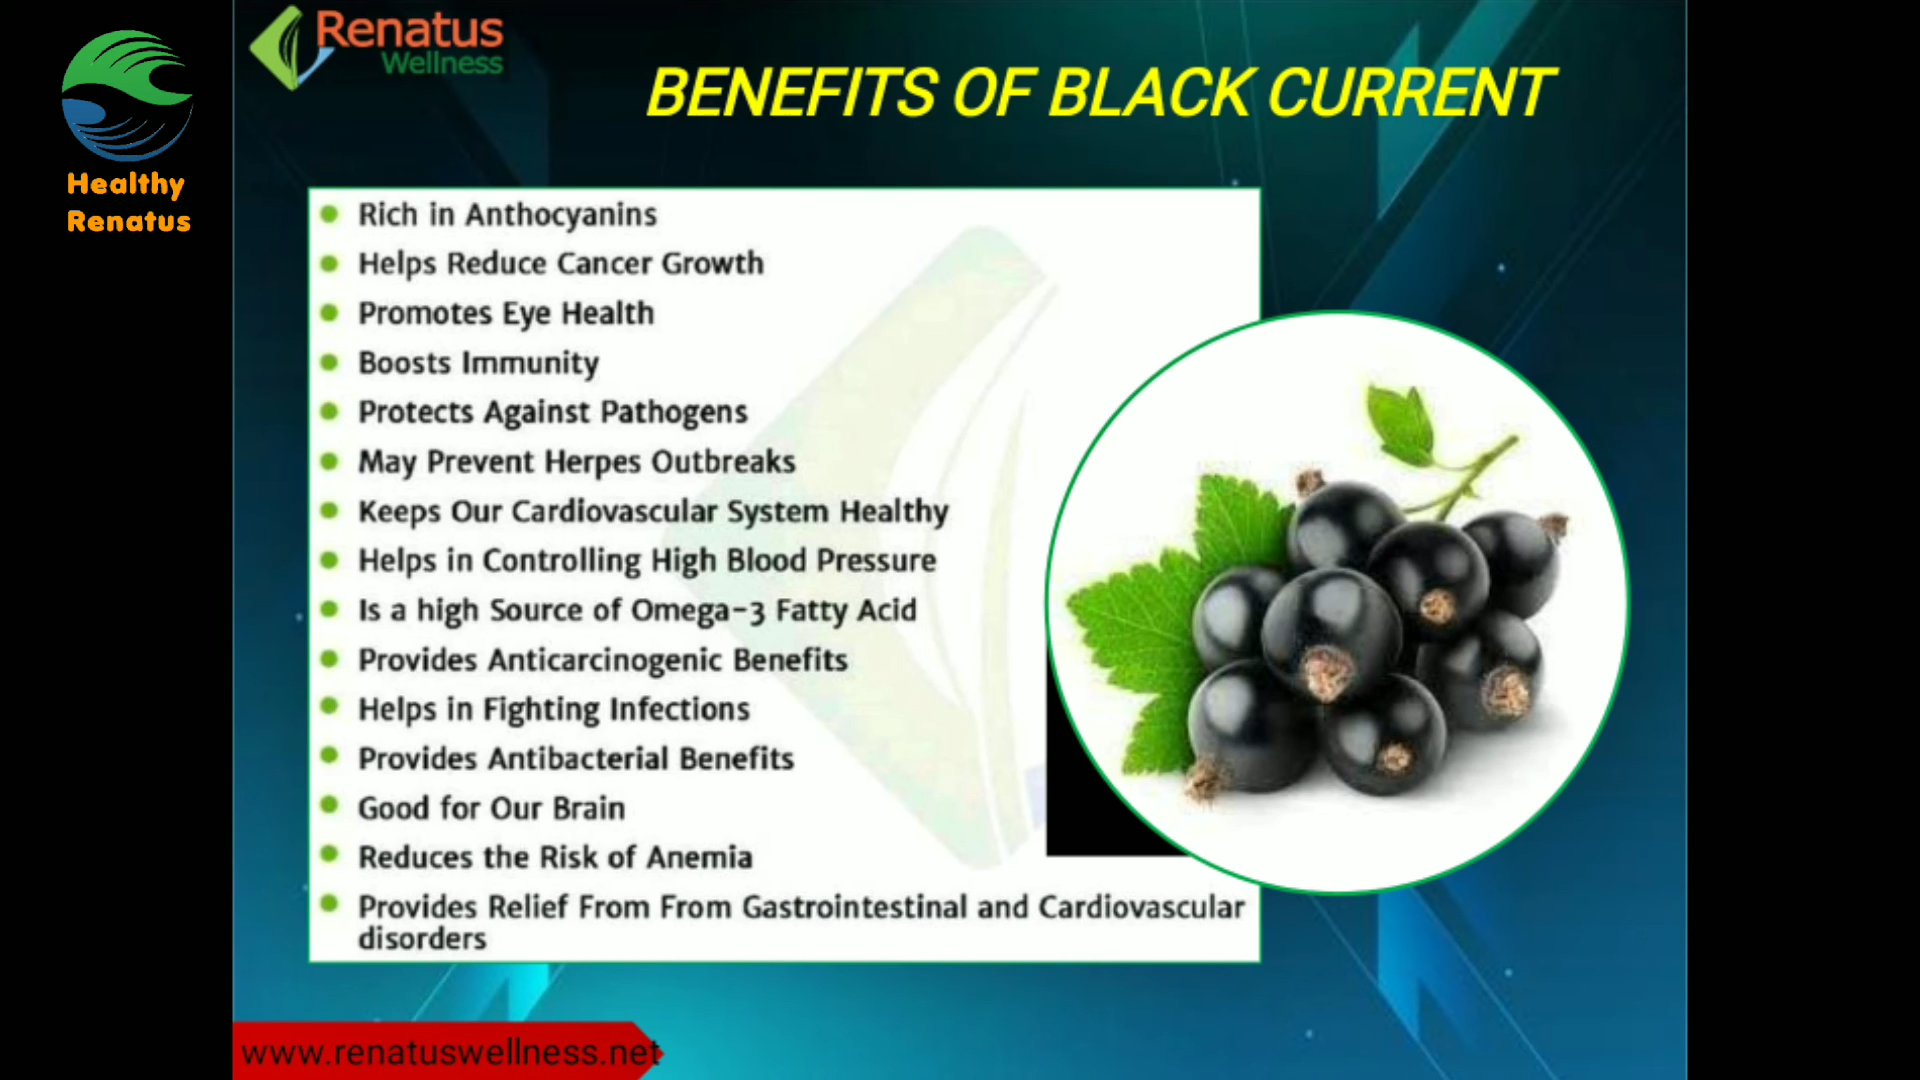 Renatus
Wellness
BENEFITS OF BLACK CURRENT
Healthy
Renatus
Rich in Anthocyanins
Helps Reduce Cancer Growth
Promotes Eye Health
Boosts Immunity
Protects Against Pathogens
May Prevent Herpes Outbreaks
Keeps Our Cardiovascular System Healthy
Helps in Controlling High Blood Pressure
Is a high Source of Omega-3 Fatty Acid
Provides Anticarcinogenic Benefits
Helps in Fighting Infections
Provides Antibacterial Benefits
Good for Our Brain
Reduces the Risk of Anemia
Provides Relief From From Gastrointestinal and Cardiovascular
disorders
www.renatuswellness.net